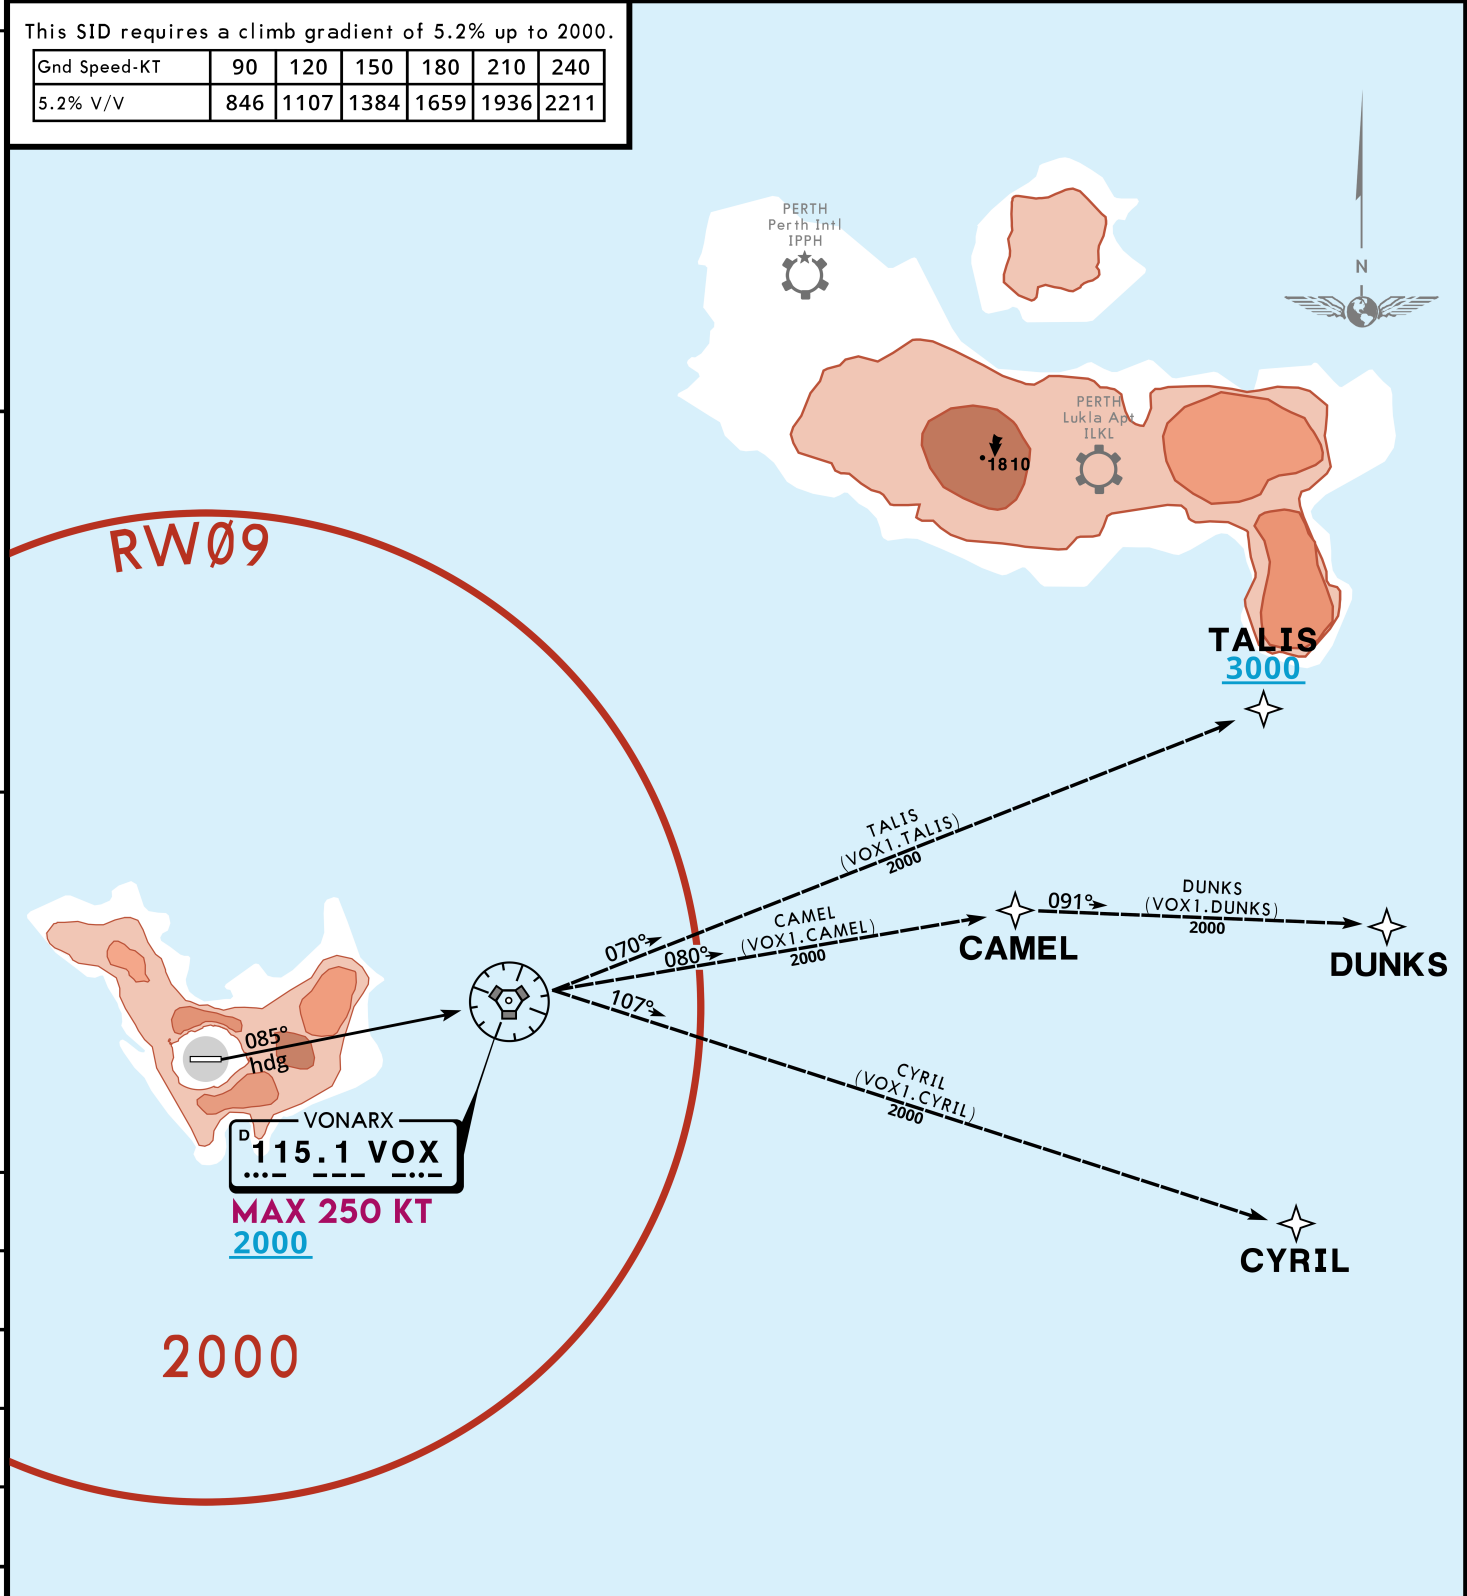 This SID requires a climb gradient of 5.2% up to 2000.
Gnd Speed-KT 90 120 150 180 210 240
5.2% V/V 846 1107 1384 1659 1936 2211
PERTH
Perth Intl
IPPH
N
PERTH
Lukla Apt
ILKL
1810
RWØ9
TALIS
3000
TALIS
(VOX1.TALIS)
2000
070°
CAMEL
(VOX1.CAMEL)
2000
080°
CAMEL
091°
DUNKS
(VOX1.DUNKS)
2000
DUNKS
107°
CYRIL
(VOX1.CYRIL)
2000
CYRIL
085°
hdg
VONARX
D 115.1 VOX
MAX 250 KT
2000
2000